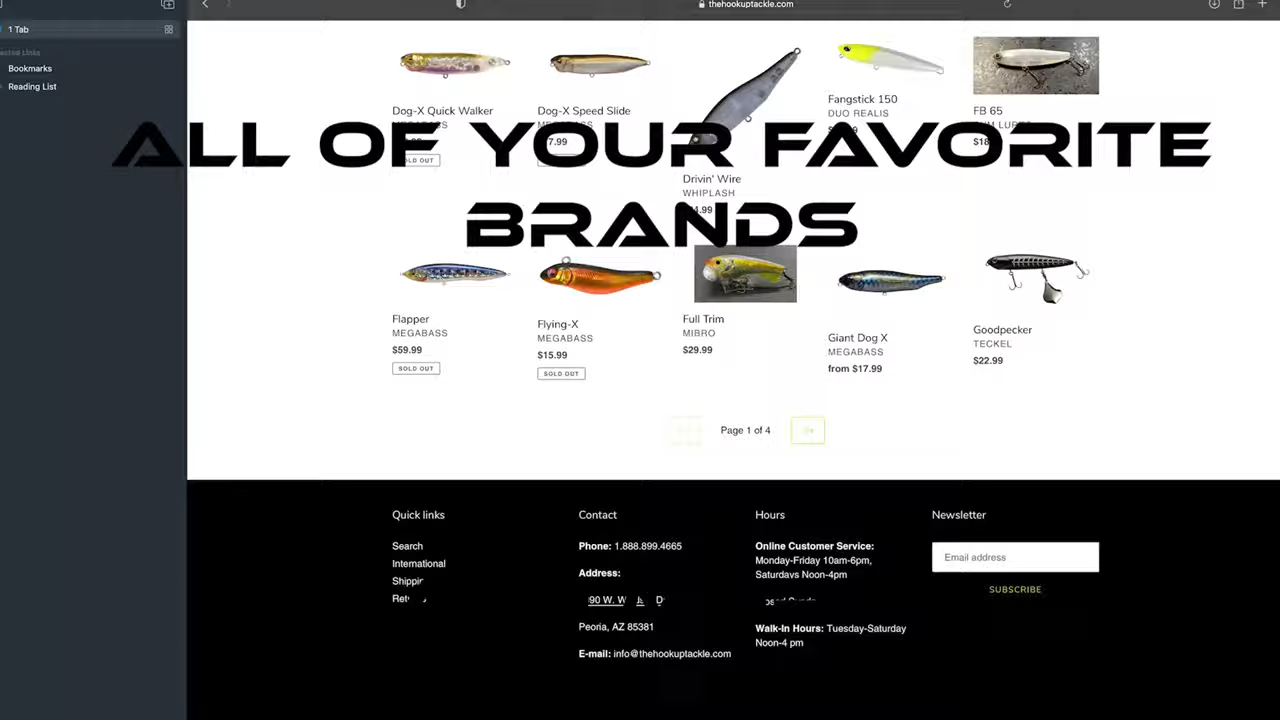 thehookuptackle.com
1 Tab
Bookmarks
Reading List
Dog-X Quick Walker
Dog-X Speed Slide
Fangstick 150
DUO REALIS
FB 65
ALL OF YOUR FAVORITE
BRANDS
Drivin' Wire
WHIPLASH
Flapper
MEGABASS
$59.99
SOLD OUT
Flying-X
MEGABASS
$15.99
SOLD OUT
Full Trim
MIBRO
$29.99
Giant Dog X
MEGABASS
from $17.99
Goodpecker
TECKEL
$22.99
Page 1 of 4
Quick links
Search
International
Contact
Phone: 1.888.899.4665
Address:
Peoria, AZ 85381
E-mail: info@thehookuptackle.com
Hours
Online Customer Service:
Monday-Friday 10am-6pm,
Saturdays Noon-4pm
Walk-In Hours: Tuesday-Saturday
Noon-4 pm
Newsletter
Email address
SUBSCRIBE